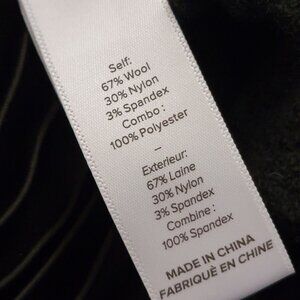 Self:
67% Wool
30% Nylon
3% Spandex
Combo :
100% Polyester
–
Exterieur:
67% Laine
30% Nylon
3% Spandex
Combine :
100% Spandex
MADE IN CHINA
FABRIQUÈ EN CHINE